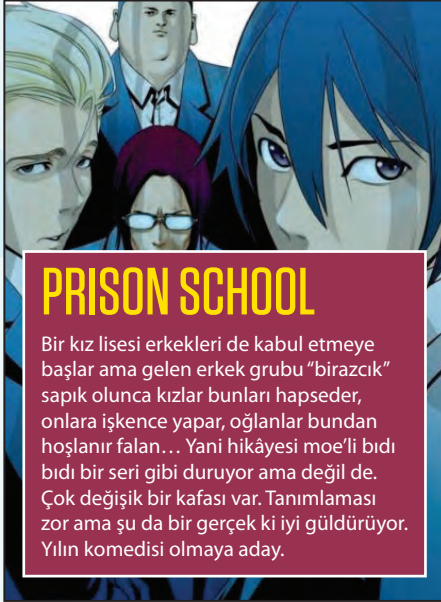 PRISON SCHOOL
Bir kız lisesi erkekleri de kabul etmeye
başlar ama gelen erkek grubu “birazcık”
sapık olunca kızlar bunları hapseder,
onlara işkence yapar, oğlanlar bundan
hoşlanır falan… Yani hikâyesi moe’li bıdı
bıdı bir seri gibi duruyor ama değil de.
Çok değişik bir kafası var. Tanımlaması
zor ama şu da bir gerçek ki iyi güldürüyor.
Yılın komedisi olmaya aday.